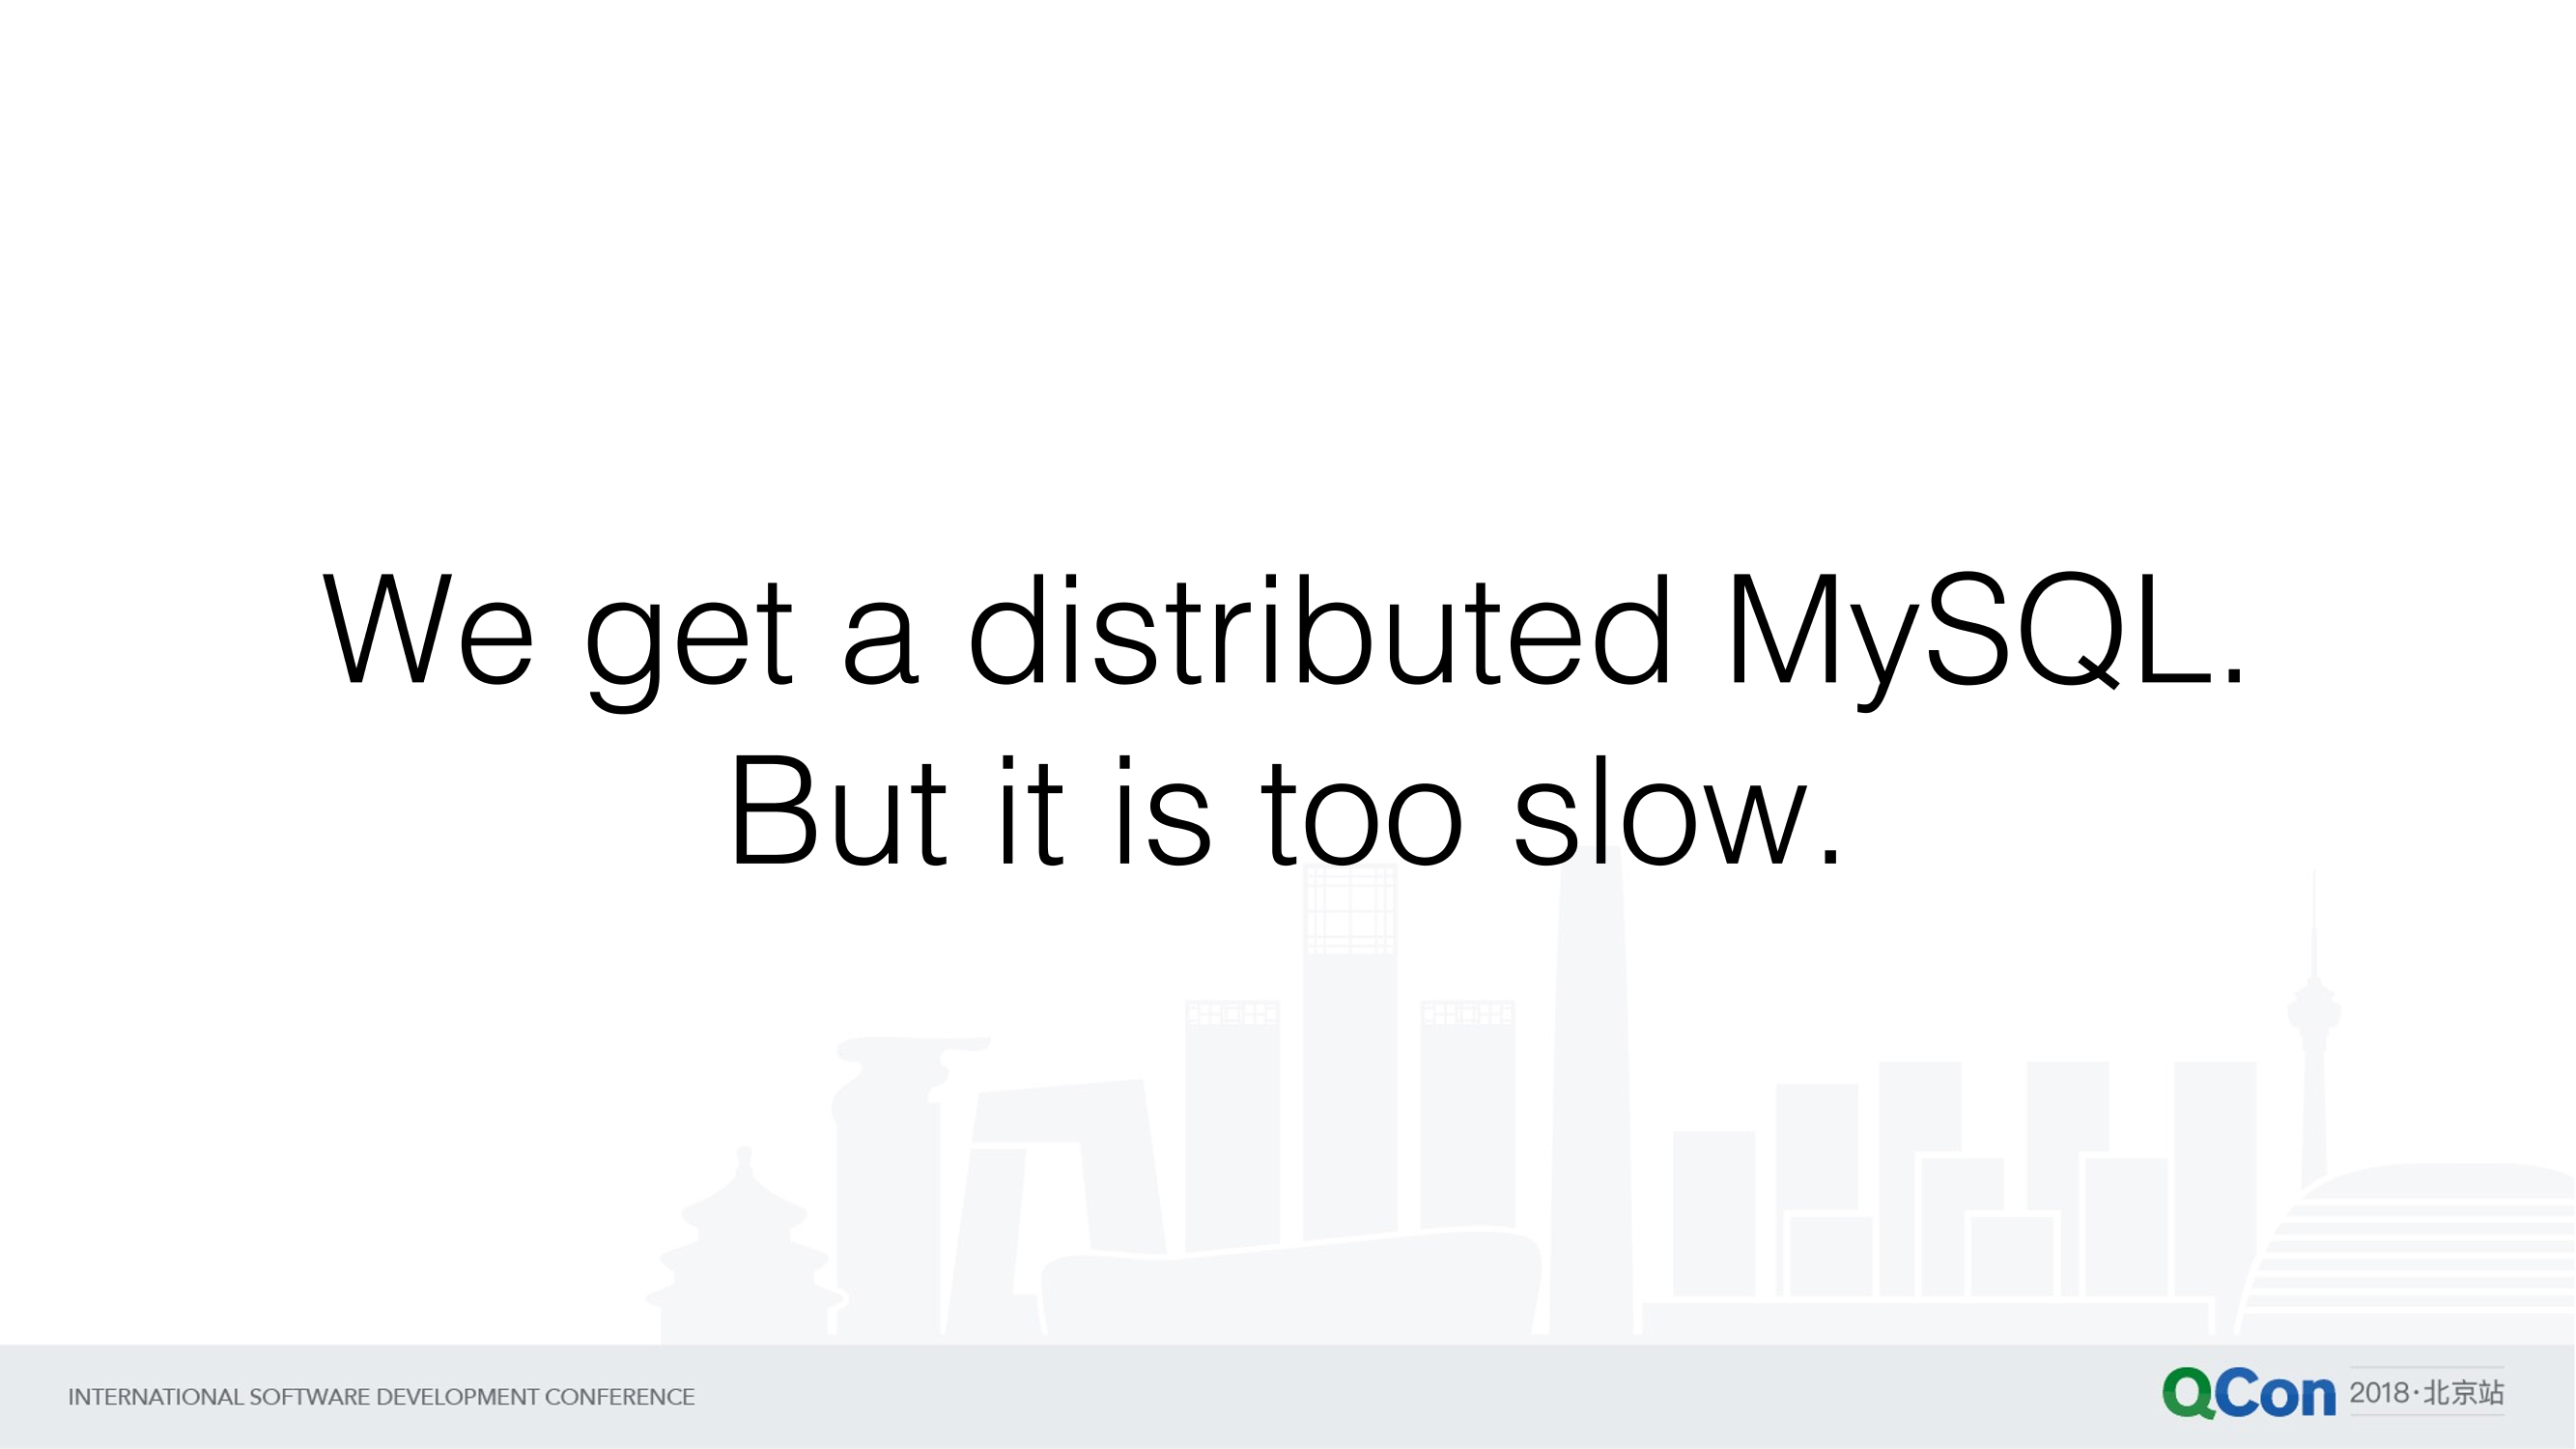 We get a distributed MySQL.
But it is too slow.
INTERNATIONAL SOFTWARE DEVELOPMENT CONFERENCE
QCon 2018·北京站